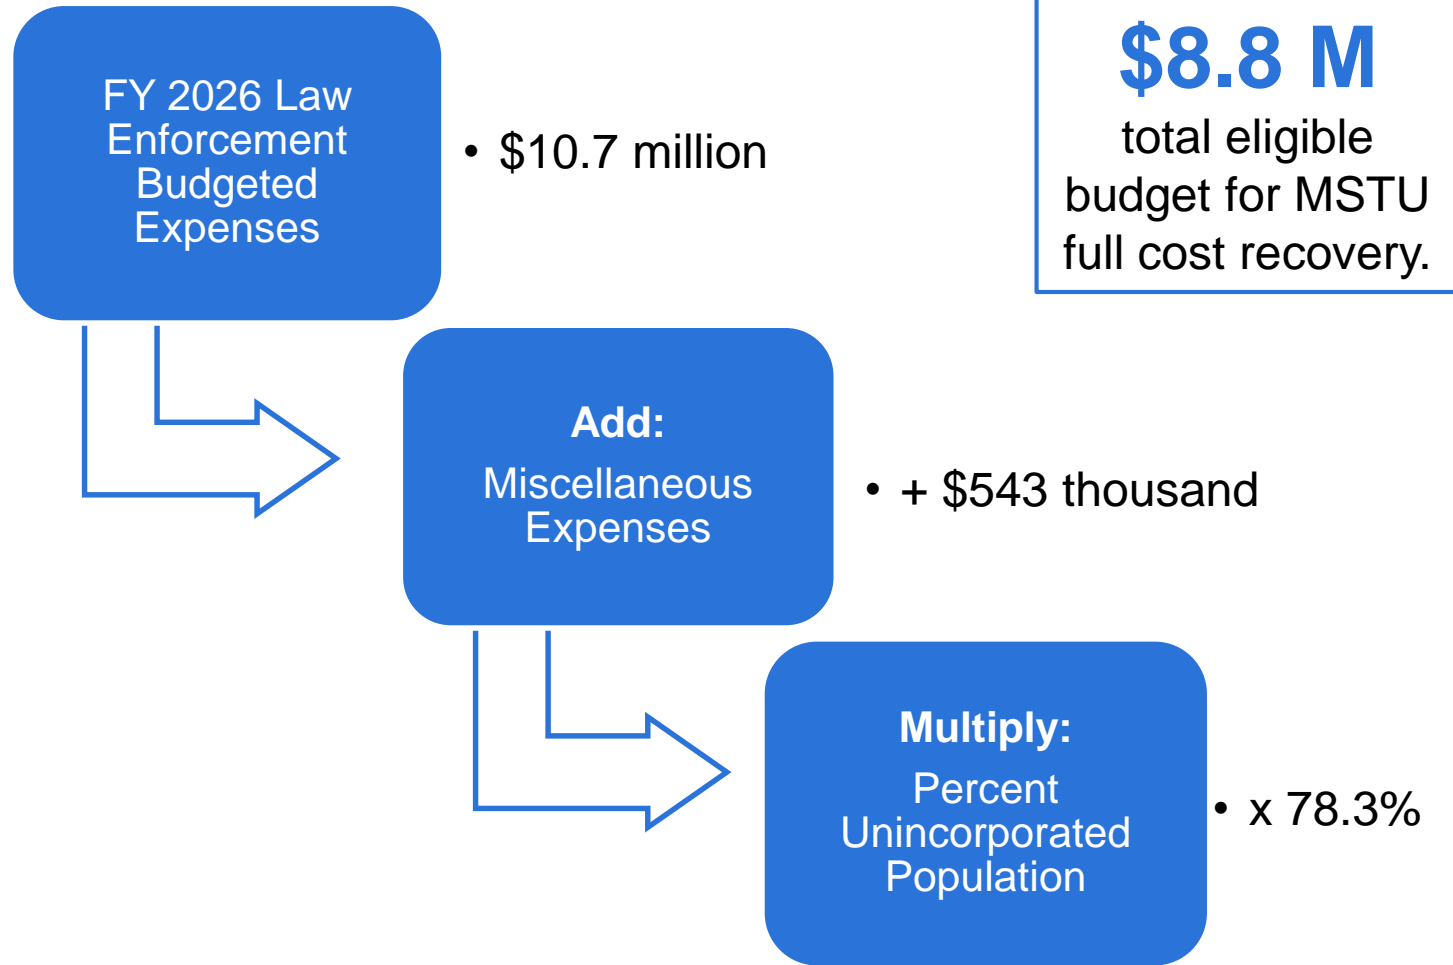 FY 2026 Law
Enforcement
Budgeted
Expenses
• $10.7 million
$8.8 M
total eligible
budget for MSTU
full cost recovery.
Add:
Miscellaneous
Expenses
• + $543 thousand
Multiply:
Percent
Unincorporated
Population
• x 78.3%